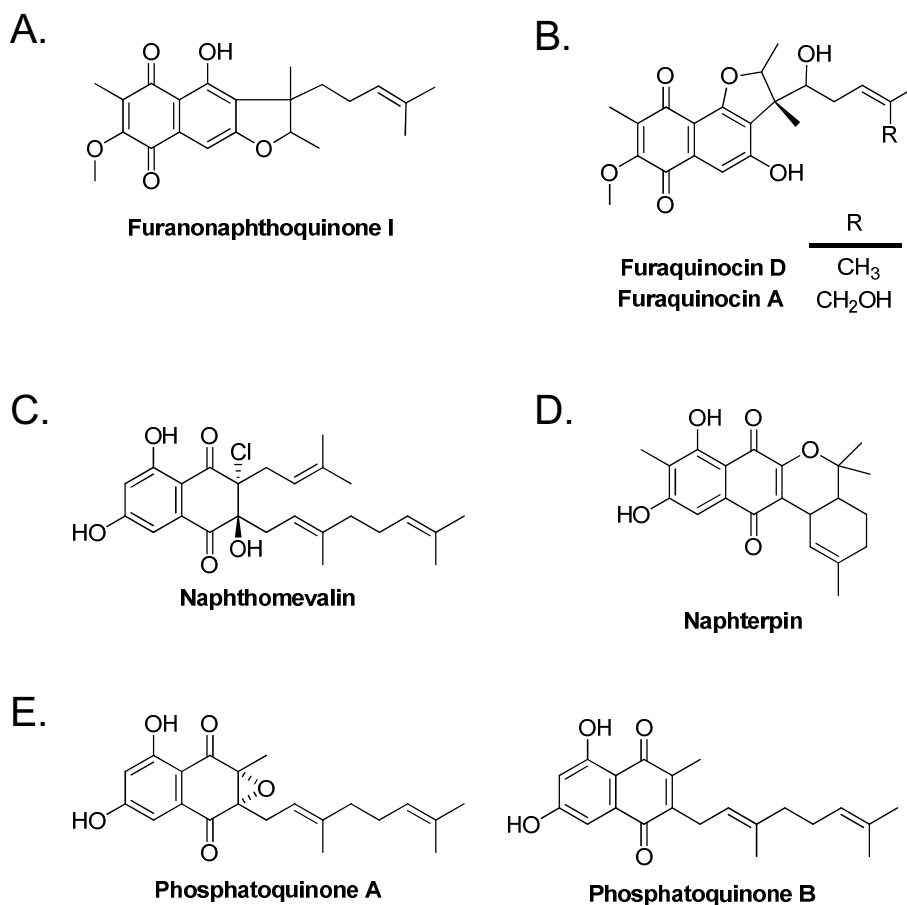 A.
O OH
O
O
O
Furanonaphthoquinone I
B.
OH
O
O
R
O
OH
O
R
Furaquinocin D CH3
Furaquinocin A CH2OH
C.
OH O
Cl
HO
OH
O
Naphthomevalin
D.
OH O
O
HO
O
Naphterpin
E.
OH O
O
HO
O
Phosphatoquinone A
OH O
HO
O
Phosphatoquinone B